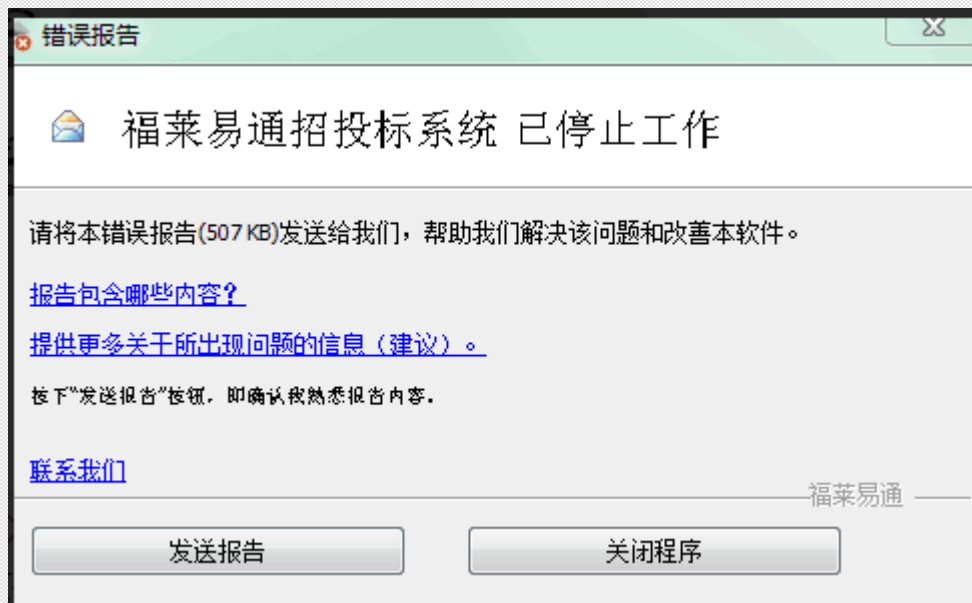 错误报告
福莱易通招投标系统 已停止工作
请将本错误报告(507 KB)发送给我们，帮助我们解决该问题和改善本软件。
报告包含哪些内容？
提供更多关于所出现问题的信息（建议）。
按下"发送报告"按钮，即确认我熟悉报告内容.
联系我们
福莱易通
发送报告
关闭程序